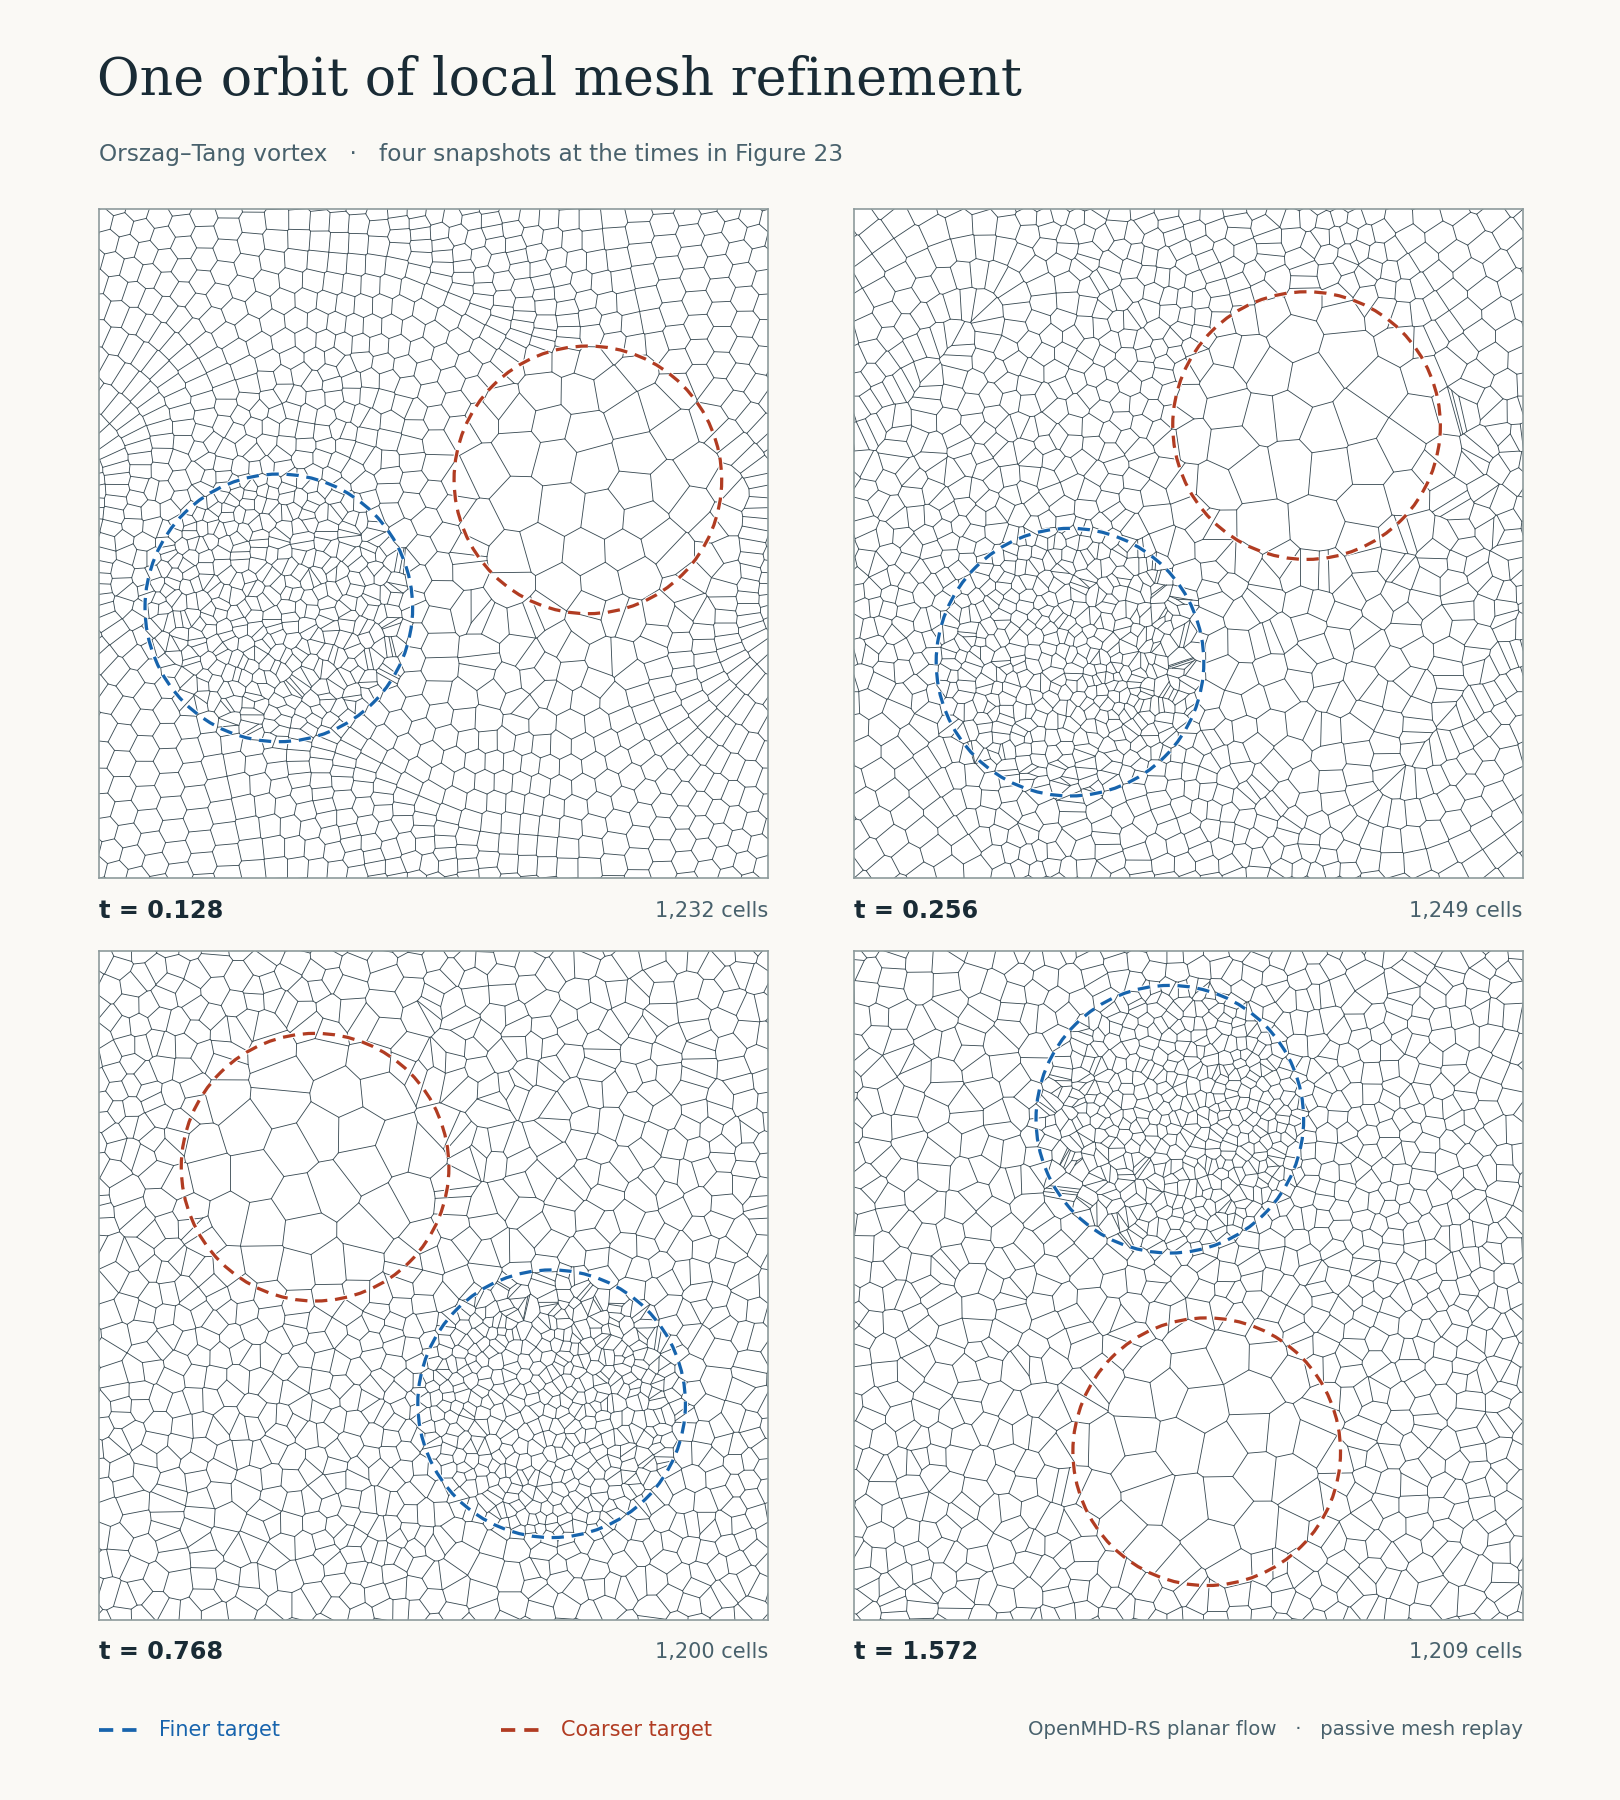 One orbit of local mesh refinement
Orszag–Tang vortex · four snapshots at the times in Figure 23
t = 0.128 1,232 cells
t = 0.256 1,249 cells
t = 0.768 1,200 cells
t = 1.572 1,209 cells
Finer target
Coarser target
OpenMHD-RS planar flow · passive mesh replay